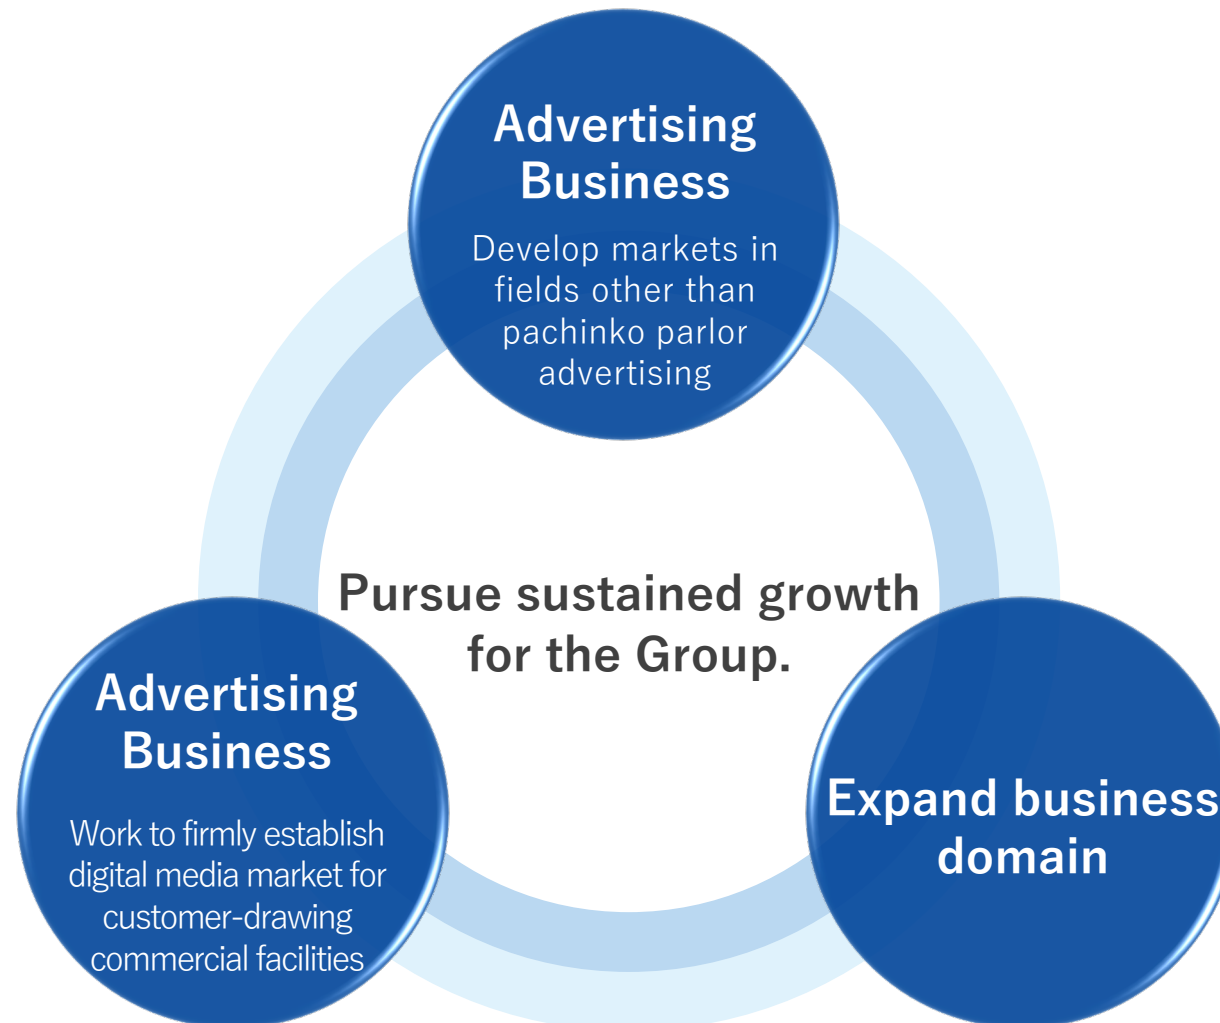 Advertising
Business
Develop markets in
fields other than
pachinko parlor
advertising
Pursue sustained growth
for the Group.
Advertising
Business
Work to firmly establish
digital media market for
customer-drawing
commercial facilities
Expand business
domain